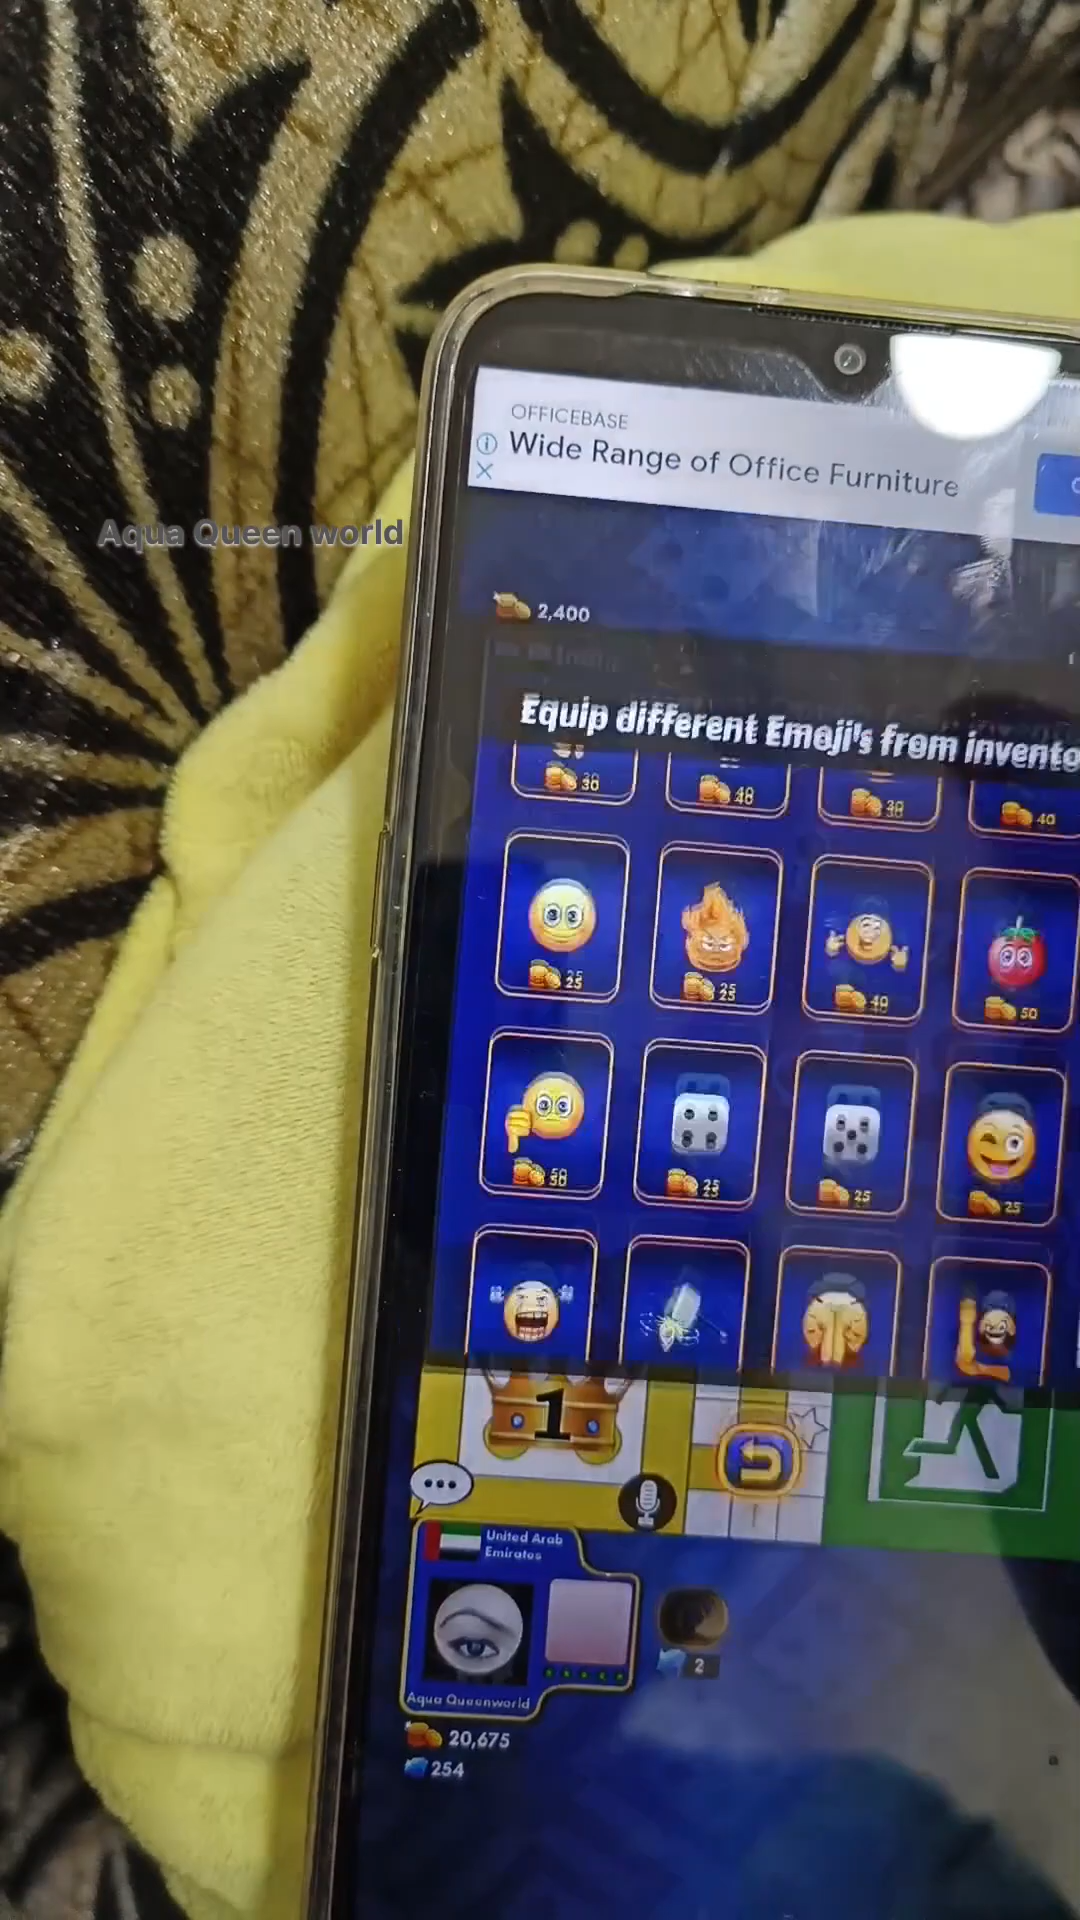 OFFICEBASE
Wide Range of Office Furniture
Aqua Queen world
2,400
Equip different Emoji's from invento
30
40
30
40
25
25
40
50
50
25
25
25
1
United Arab
Emirates
2
Aqua Queenworld
20,675
254